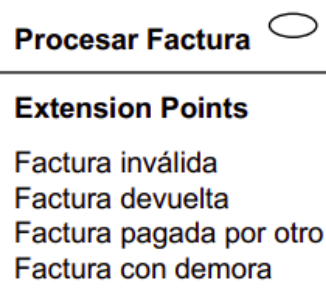 Procesar Factura
Extension Points
Factura inválida
Factura devuelta
Factura pagada por otro
Factura con demora